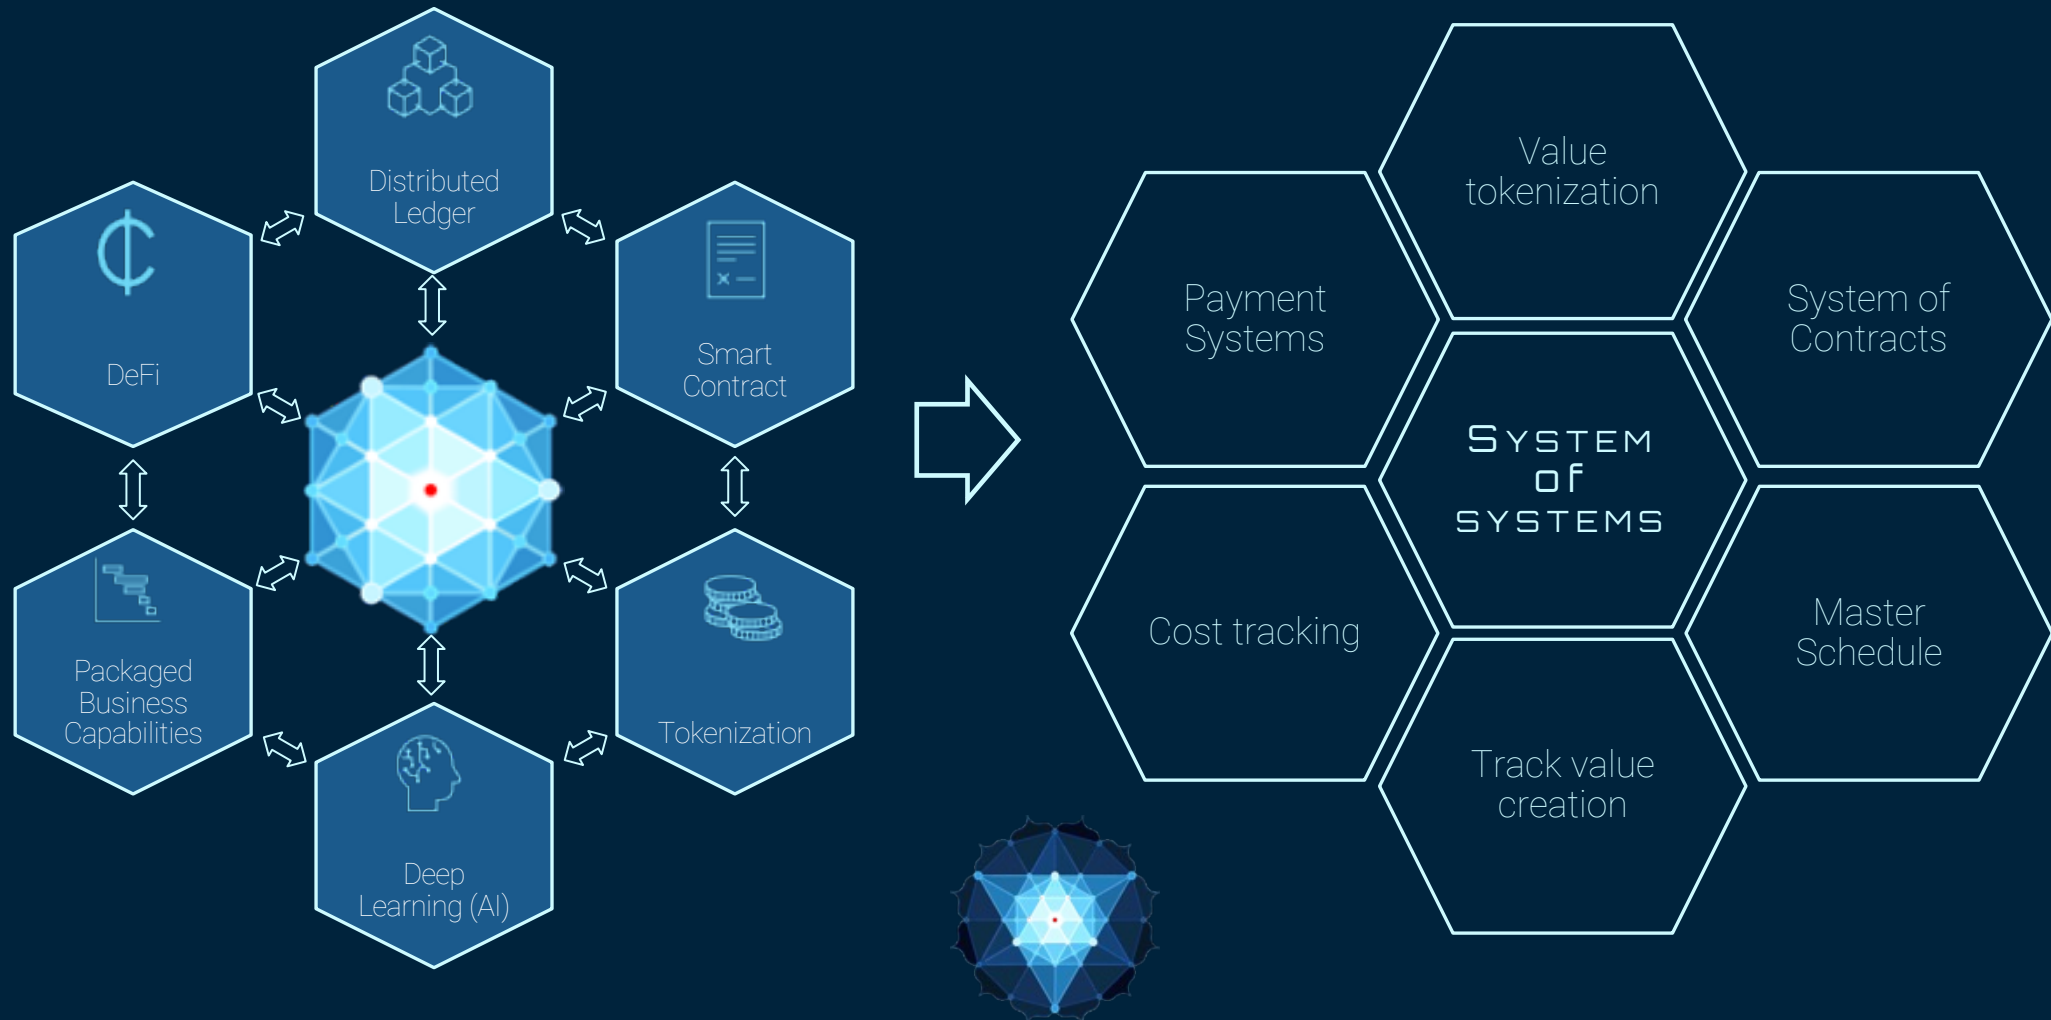 Distributed
Ledger
DeFi
Smart
Contract
Packaged
Business
Capabilities
Tokenization
Deep
Learning (AI)
Value
tokenization
Payment
Systems
System of
Contracts
SYSTEM
of
SYSTEMS
Cost tracking
Master
Schedule
Track value
creation